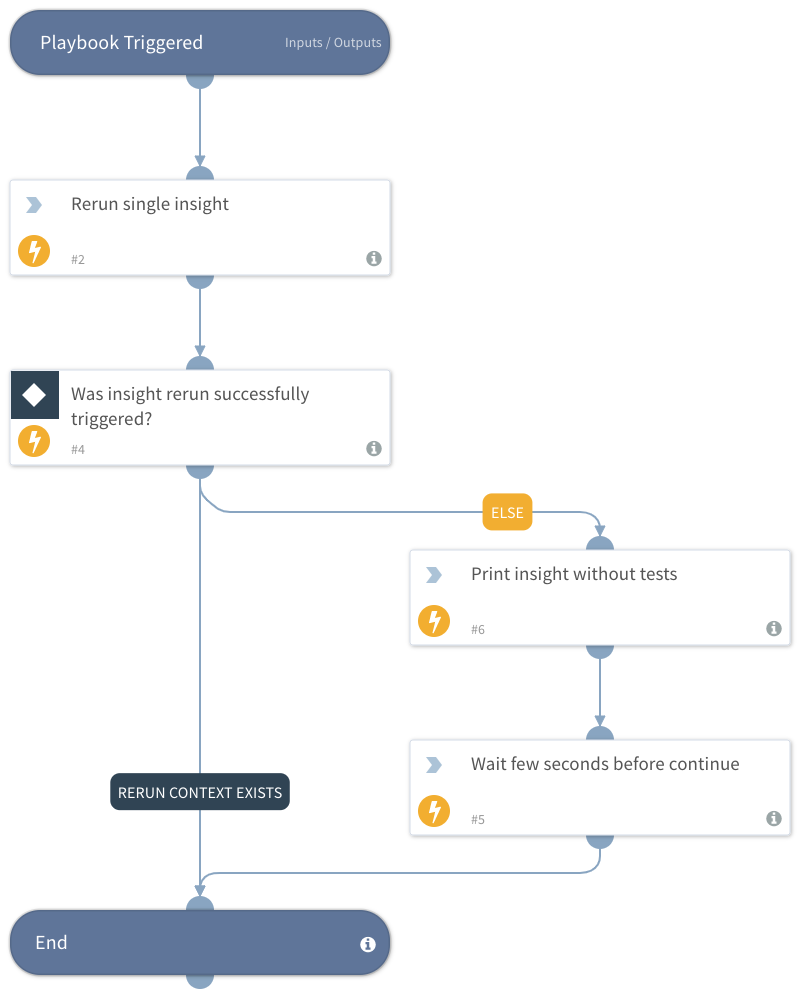 Playbook Triggered
Inputs / Outputs
Rerun single insight
#2
Was insight rerun successfully
triggered?
#4
ELSE
Print insight without tests
#6
Wait few seconds before continue
#5
RERUN CONTEXT EXISTS
End